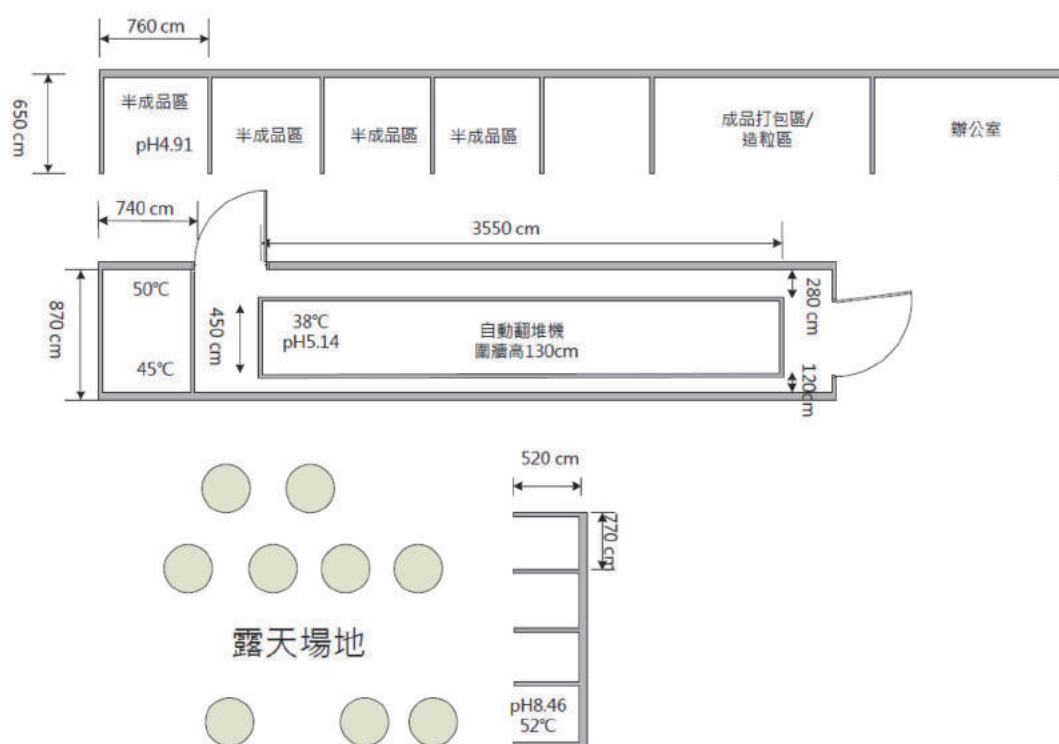 760 cm
650 cm
半成品區
pH4.91
半成品區
半成品區
半成品區
成品打包區/
造粒區
辦公室
740 cm
3550 cm
870 cm
50℃
45℃
450 cm
38℃
pH5.14
自動翻堆機
圍牆高130cm
280 cm
120cm
520 cm
770 cm
露天場地
pH8.46
52℃